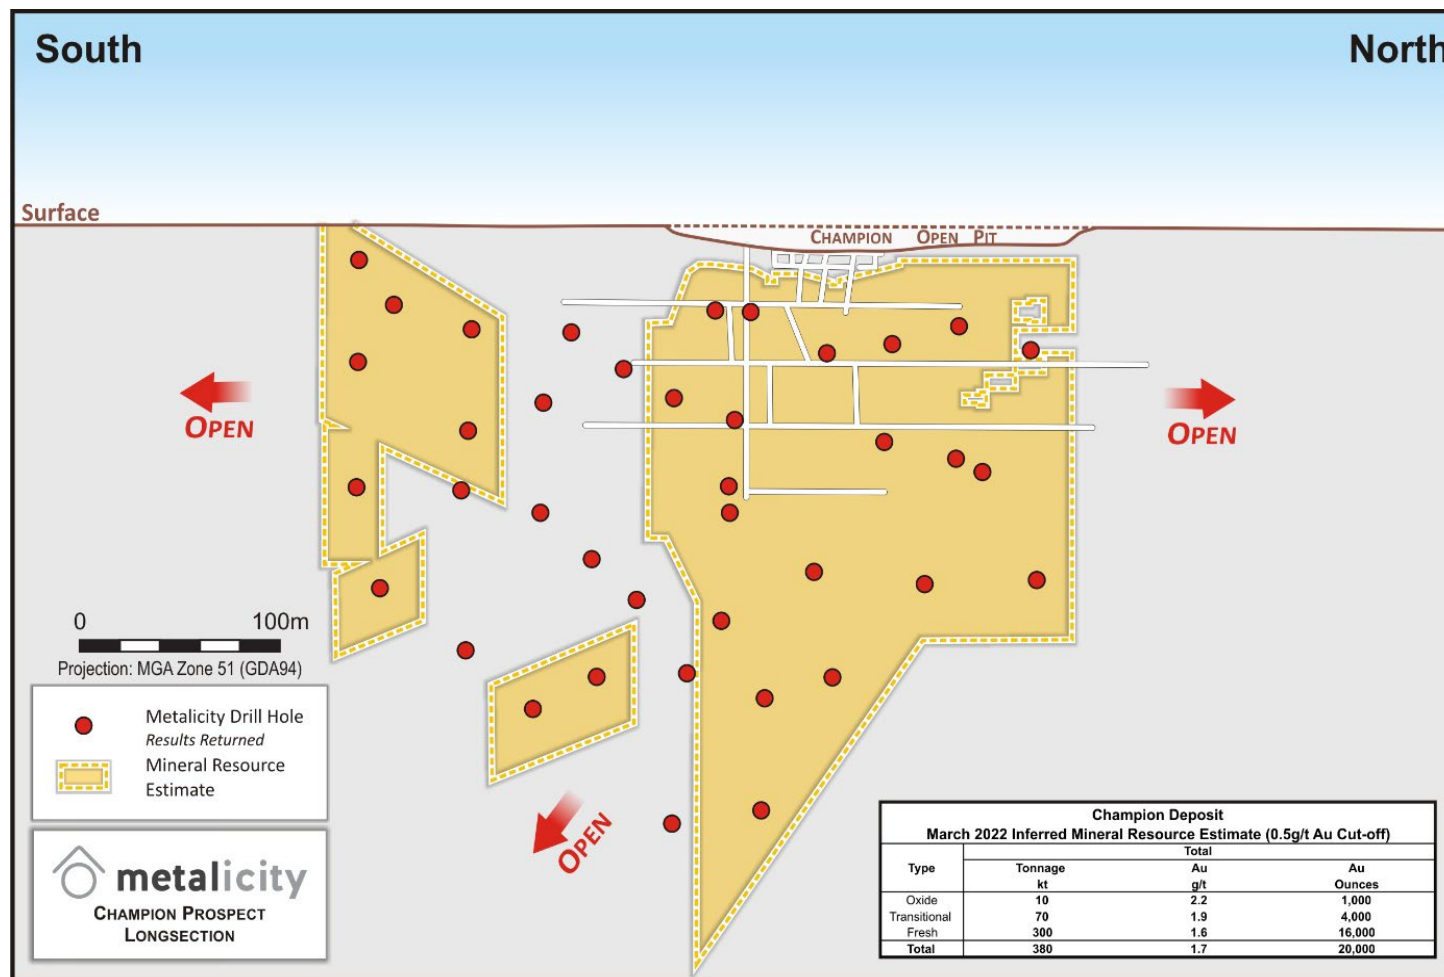 South
North
Surface
CHAMPION OPEN PIT
OPEN
OPEN
0 100m
Projection: MGA Zone 51 (GDA94)
Metalicity Drill Hole
Results Returned
Mineral Resource
Estimate
OPEN
metalicity
CHAMPION PROSPECT
LONGSECTION
Champion Deposit
March 2022 Inferred Mineral Resource Estimate (0.5g/t Au Cut-off)
Total
Type Tonnage Au Au
kt g/t Ounces
Oxide 10 2.2 1,000
Transitional 70 1.9 4,000
Fresh 300 1.6 16,000
Total 380 1.7 20,000